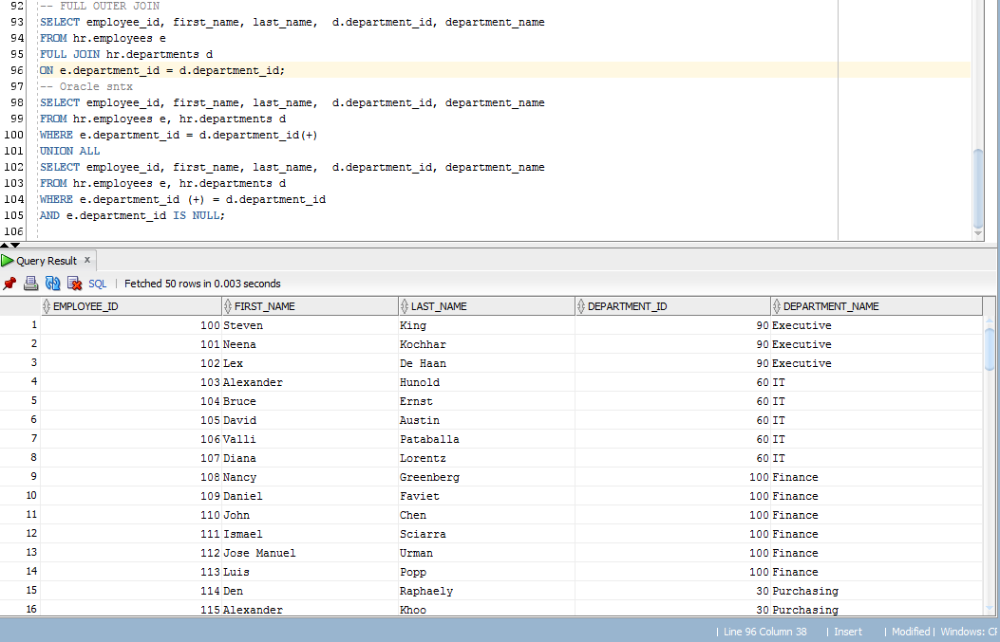 92 -- FULL OUTER JOIN
93 SELECT employee_id, first_name, last_name,  d.department_id, department_name
94 FROM hr.employees e
95 FULL JOIN hr.departments d
96 ON e.department_id = d.department_id;
97 -- Oracle sntx
98 SELECT employee_id, first_name, last_name,  d.department_id, department_name
99 FROM hr.employees e, hr.departments d
100 WHERE e.department_id = d.department_id(+)
101 UNION ALL
102 SELECT employee_id, first_name, last_name,  d.department_id, department_name
103 FROM hr.employees e, hr.departments d
104 WHERE e.department_id (+) = d.department_id
105 AND e.department_id IS NULL;
106
Query Result x
SQL | Fetched 50 rows in 0.003 seconds
EMPLOYEE_ID FIRST_NAME LAST_NAME DEPARTMENT_ID DEPARTMENT_NAME
1 100 Steven King 90 Executive
2 101 Neena Kochhar 90 Executive
3 102 Lex De Haan 90 Executive
4 103 Alexander Hunold 60 IT
5 104 Bruce Ernst 60 IT
6 105 David Austin 60 IT
7 106 Valli Pataballa 60 IT
8 107 Diana Lorentz 60 IT
9 108 Nancy Greenberg 100 Finance
10 109 Daniel Faviet 100 Finance
11 110 John Chen 100 Finance
12 111 Ismael Sciarra 100 Finance
13 112 Jose Manuel Urman 100 Finance
14 113 Luis Popp 100 Finance
15 114 Den Raphaely 30 Purchasing
16 115 Alexander Khoo 30 Purchasing
| Line 96 Column 38 | Insert | Modified | Windows: CF